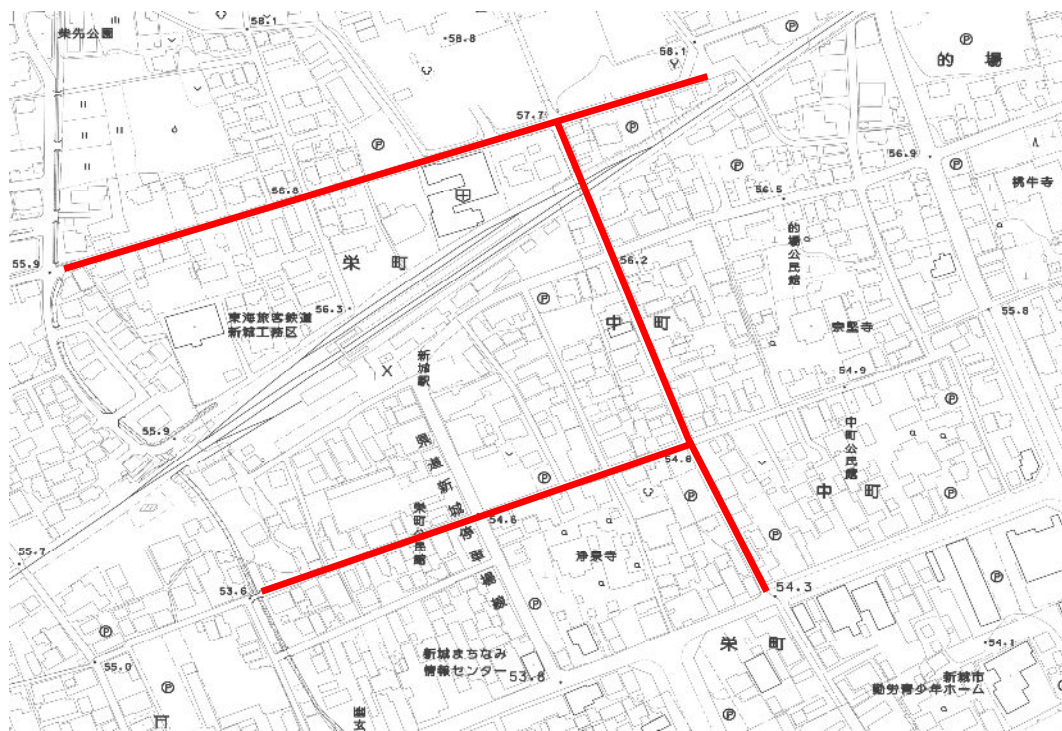 58.1
柴先公園
58.8
58.1
的場
57.7
56.9
桃牛寺
56.8
56.5
的場公民館
55.9
栄町
56.2
56.3
東海旅客鉄道
新城工務区
中町
55.8
宗堅寺
新城駅
54.9
55.9
県道新城停車場線
54.8
中町公民館
中町
栄町公民館
54.6
浄泉寺
55.7
53.6
54.3
栄町
54.1
新城まちなみ
情報センター
53.8
新城市
勤労青少年ホーム
55.0